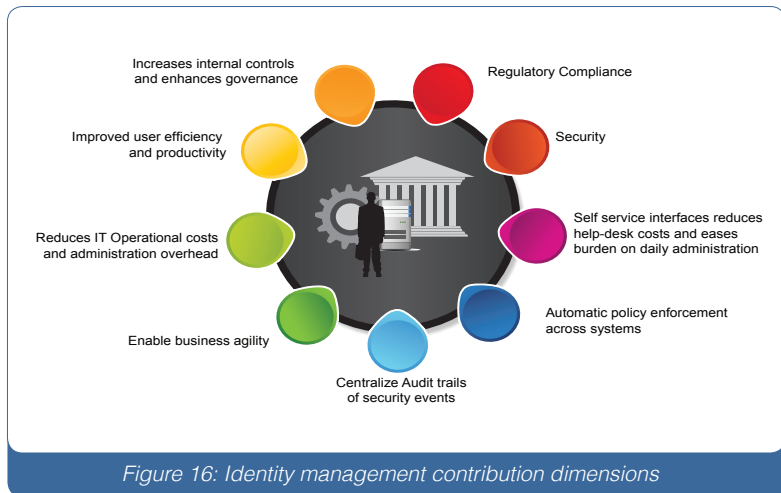 Increases internal controls
and enhances governance
Regulatory Compliance
Improved user efficiency
and productivity
Security
Reduces IT Operational costs
and administration overhead
Self service interfaces reduces
help-desk costs and eases
burden on daily administration
Enable business agility
Automatic policy enforcement
across systems
Centralize Audit trails
of security events
Figure 16: Identity management contribution dimensions